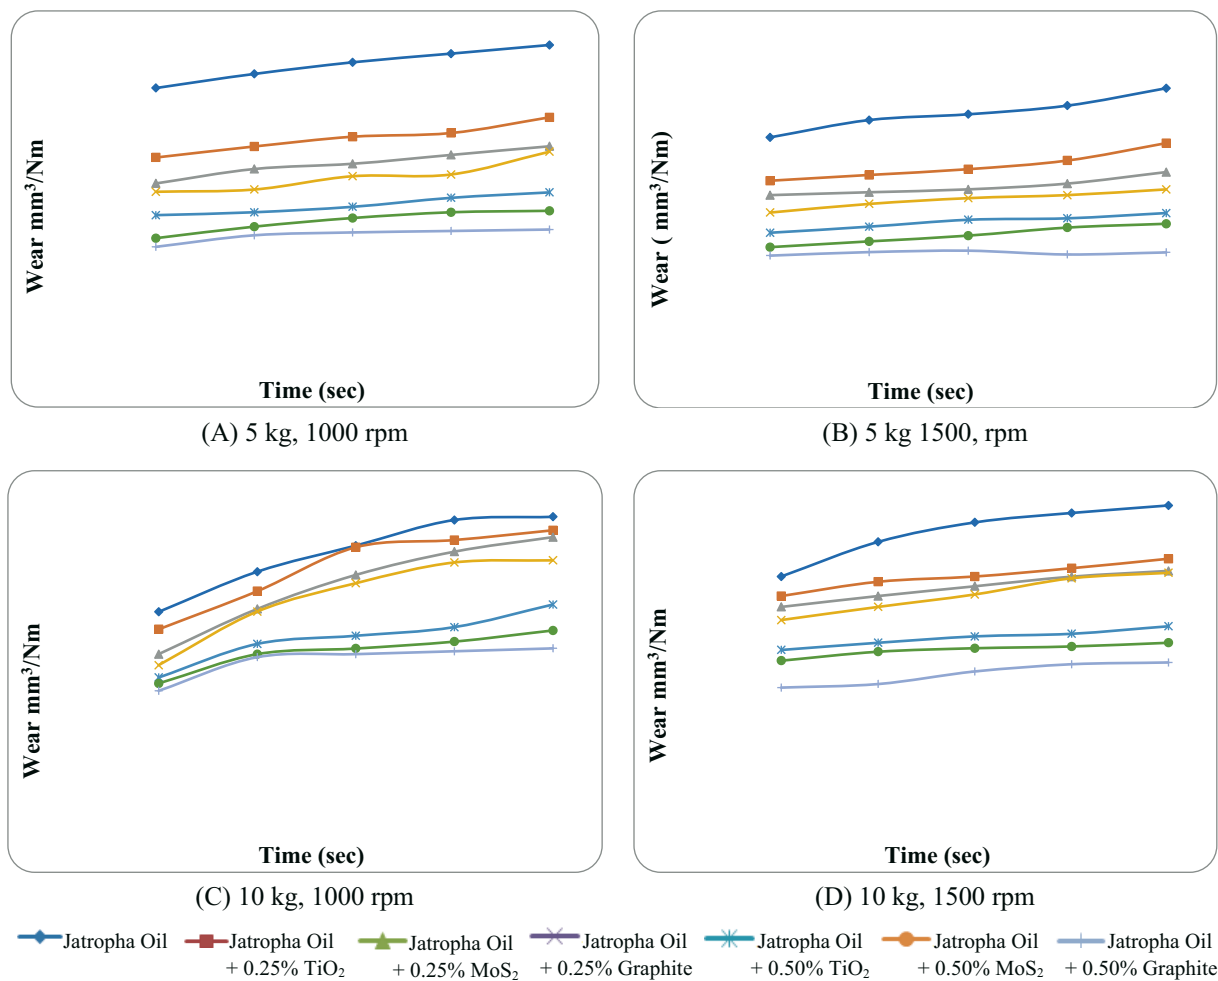 Wear mm³/Nm
Time (sec)
(A) 5 kg, 1000 rpm
Wear ( mm³/Nm)
Time (sec)
(B) 5 kg 1500, rpm
Wear mm³/Nm
Time (sec)
(C) 10 kg, 1000 rpm
Wear mm³/Nm
Time (sec)
(D) 10 kg, 1500 rpm
Jatropha Oil
Jatropha Oil
+ 0.25% TiO₂
Jatropha Oil
+ 0.25% MoS₂
Jatropha Oil
+ 0.25% Graphite
Jatropha Oil
+ 0.50% TiO₂
Jatropha Oil
+ 0.50% MoS₂
Jatropha Oil
+ 0.50% Graphite